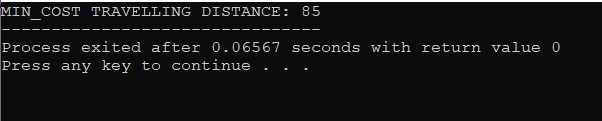 MIN_COST TRAVELLING DISTANCE: 85
--------------------------------
Process exited after 0.06567 seconds with return value 0
Press any key to continue . . .